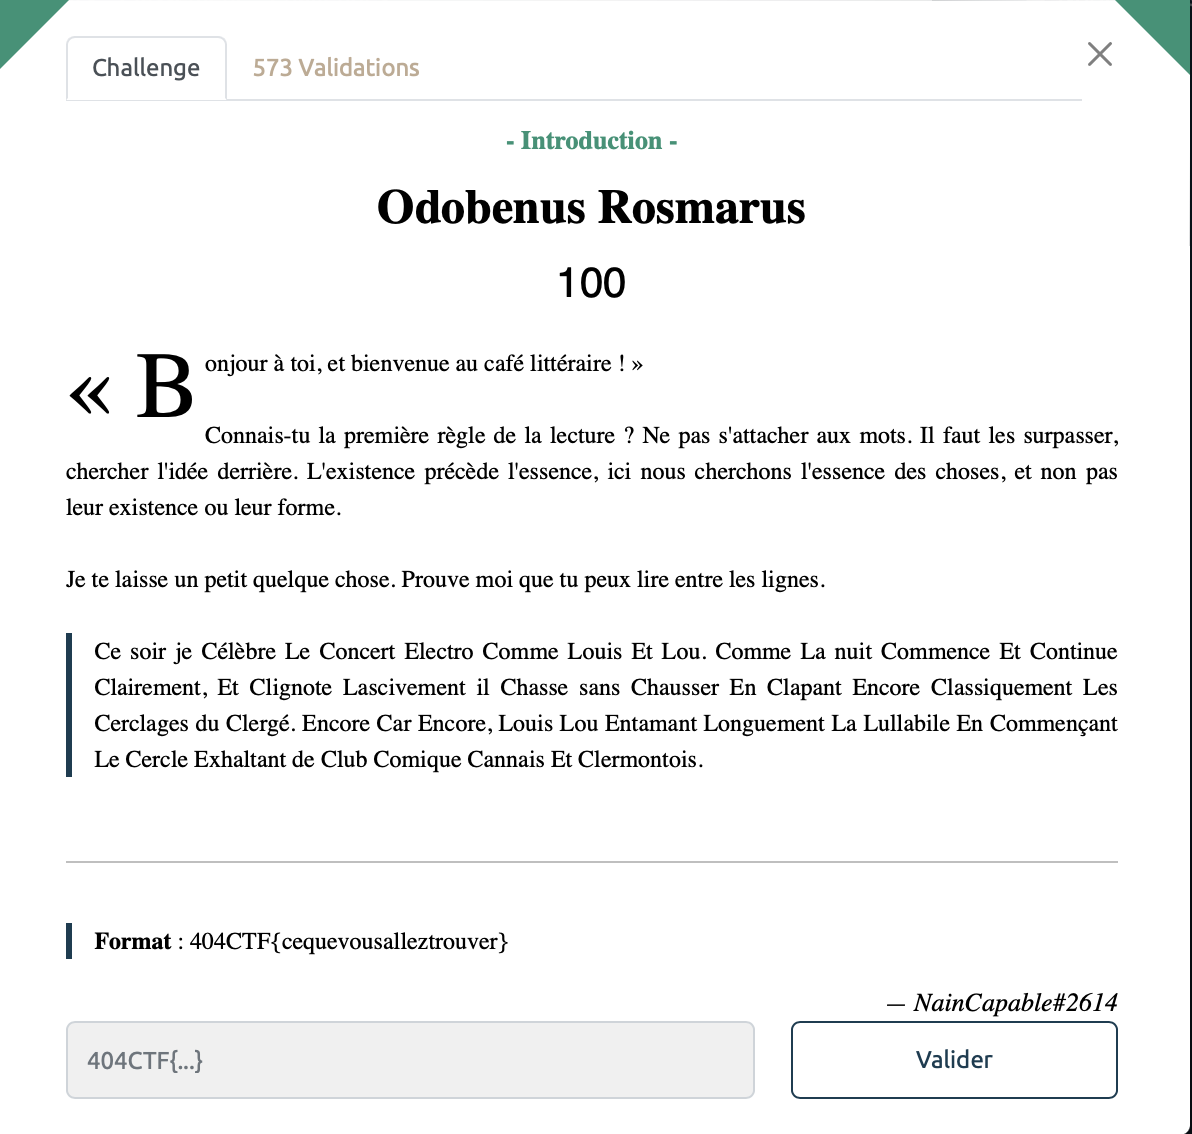 Challenge
573 Validations
- Introduction -
Odobenus Rosmarus
100
« Bonjour à toi, et bienvenue au café littéraire ! »
Connais-tu la première règle de la lecture ? Ne pas s'attacher aux mots. Il faut les surpasser,
chercher l'idée derrière. L'existence précède l'essence, ici nous cherchons l'essence des choses, et non pas
leur existence ou leur forme.
Je te laisse un petit quelque chose. Prouve moi que tu peux lire entre les lignes.
Ce soir je Célèbre Le Concert Electro Comme Louis Et Lou. Comme La nuit Commence Et Continue
Clairement, Et Clignote Lascivement il Chasse sans Chausser En Clapant Encore Classiquement Les
Cerclages du Clergé. Encore Car Encore, Louis Lou Entamant Longuement La Lullabile En Commençant
Le Cercle Exhaltant de Club Comique Cannais Et Clermontois.
Format : 404CTF{cequevousalleztrouver}
— NainCapable#2614
404CTF{...}
Valider